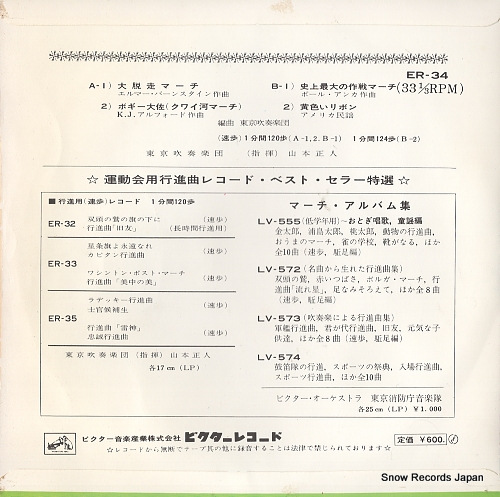 ER-34
(33⅓RPM)
A-1) 大脱走マーチ
エルマー・バーンスタイン作曲
2) ボギー大佐(クワイ河マーチ)
K.J.アルフォード作曲
B-1) 史上最大の作戦マーチ
ポール・アンカ作曲
2) 黄色いリボン
アメリカ民謡
編曲 東京吹奏楽団
(速歩) 1分間120歩 (A-1,2.B-1) 1分間124歩 (B-2)
東京吹奏楽団 (指揮) 山本正人
☆ 運動会用行進曲レコード・ベスト・セラー特選 ☆
■ 行進用(速歩)レコード 1分間120歩
ER-32
双頭の鷲の旗の下に (速歩)
行進曲「旧友」 (長時間行進用)
ER-33
星条旗よ永遠なれ
カピタン行進曲 (速歩)
ワシントン・ポスト・マーチ
行進曲「美中の美」 (速歩)
ER-35
ラデッキー行進曲
士官候補生 (速歩)
行進曲「雷神」
忠誠行進曲 (速歩)
東京吹奏楽団 (指揮) 山本正人
各17cm (LP)
マーチ・アルバム集
LV-555 (低学年用)〜おとぎ唱歌, 童謡編
金太郎, 浦島太郎, 桃太郎, 動物の行進曲,
おうまのマーチ, 雀の学校, 靴がなる, ほか
全10曲 (速歩, 駈足編)
LV-572 (名曲から生れた行進曲集)
双頭の鷲, 赤いつばさ, ボルガ・マーチ, 行
進曲「流れ星」, 足なみそろえて, ほか全8曲
(速歩, 駈足編)
LV-573 (吹奏楽による行進曲集)
軍艦行進曲, 君が代行進曲, 旧友, 元気な子
供達, ほか全8曲 (速歩, 駈足編)
LV-574
鼓笛隊の行進, スポーツの祭典, 入場行進曲,
スポーツ行進曲, ほか全10曲
ビクター・オーケストラ 東京消防庁音楽隊
各25cm (LP) ¥1.000
ビクター音楽産業株式会社 ビクターレコード
定価 ¥600.
☆レコードから無断でテープ其の他に録音することは法律で禁じられております☆
Snow Records Japan